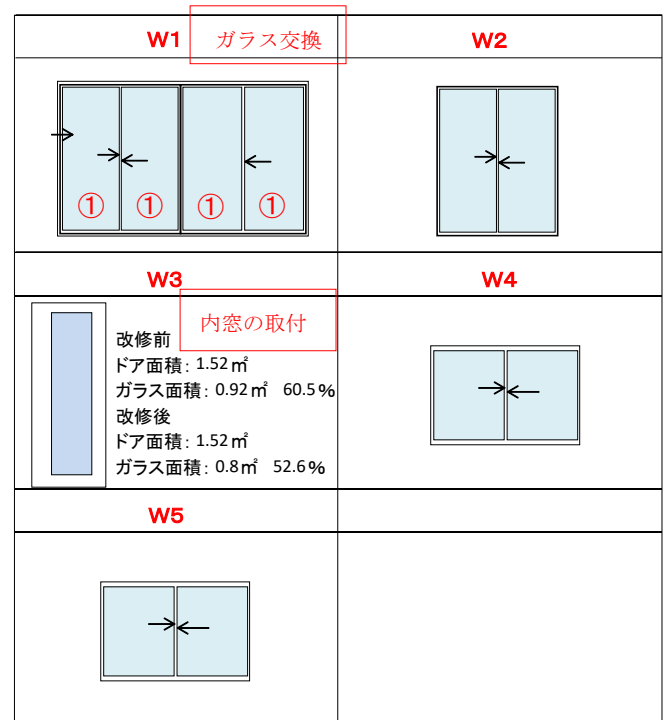 W1 ガラス交換
W2
① ① ① ①
W3
W4
内窓の取付
改修前
ドア面積：1.52㎡
ガラス面積：0.92㎡ 60.5%
改修後
ドア面積：1.52㎡
ガラス面積：0.8㎡ 52.6%
W5